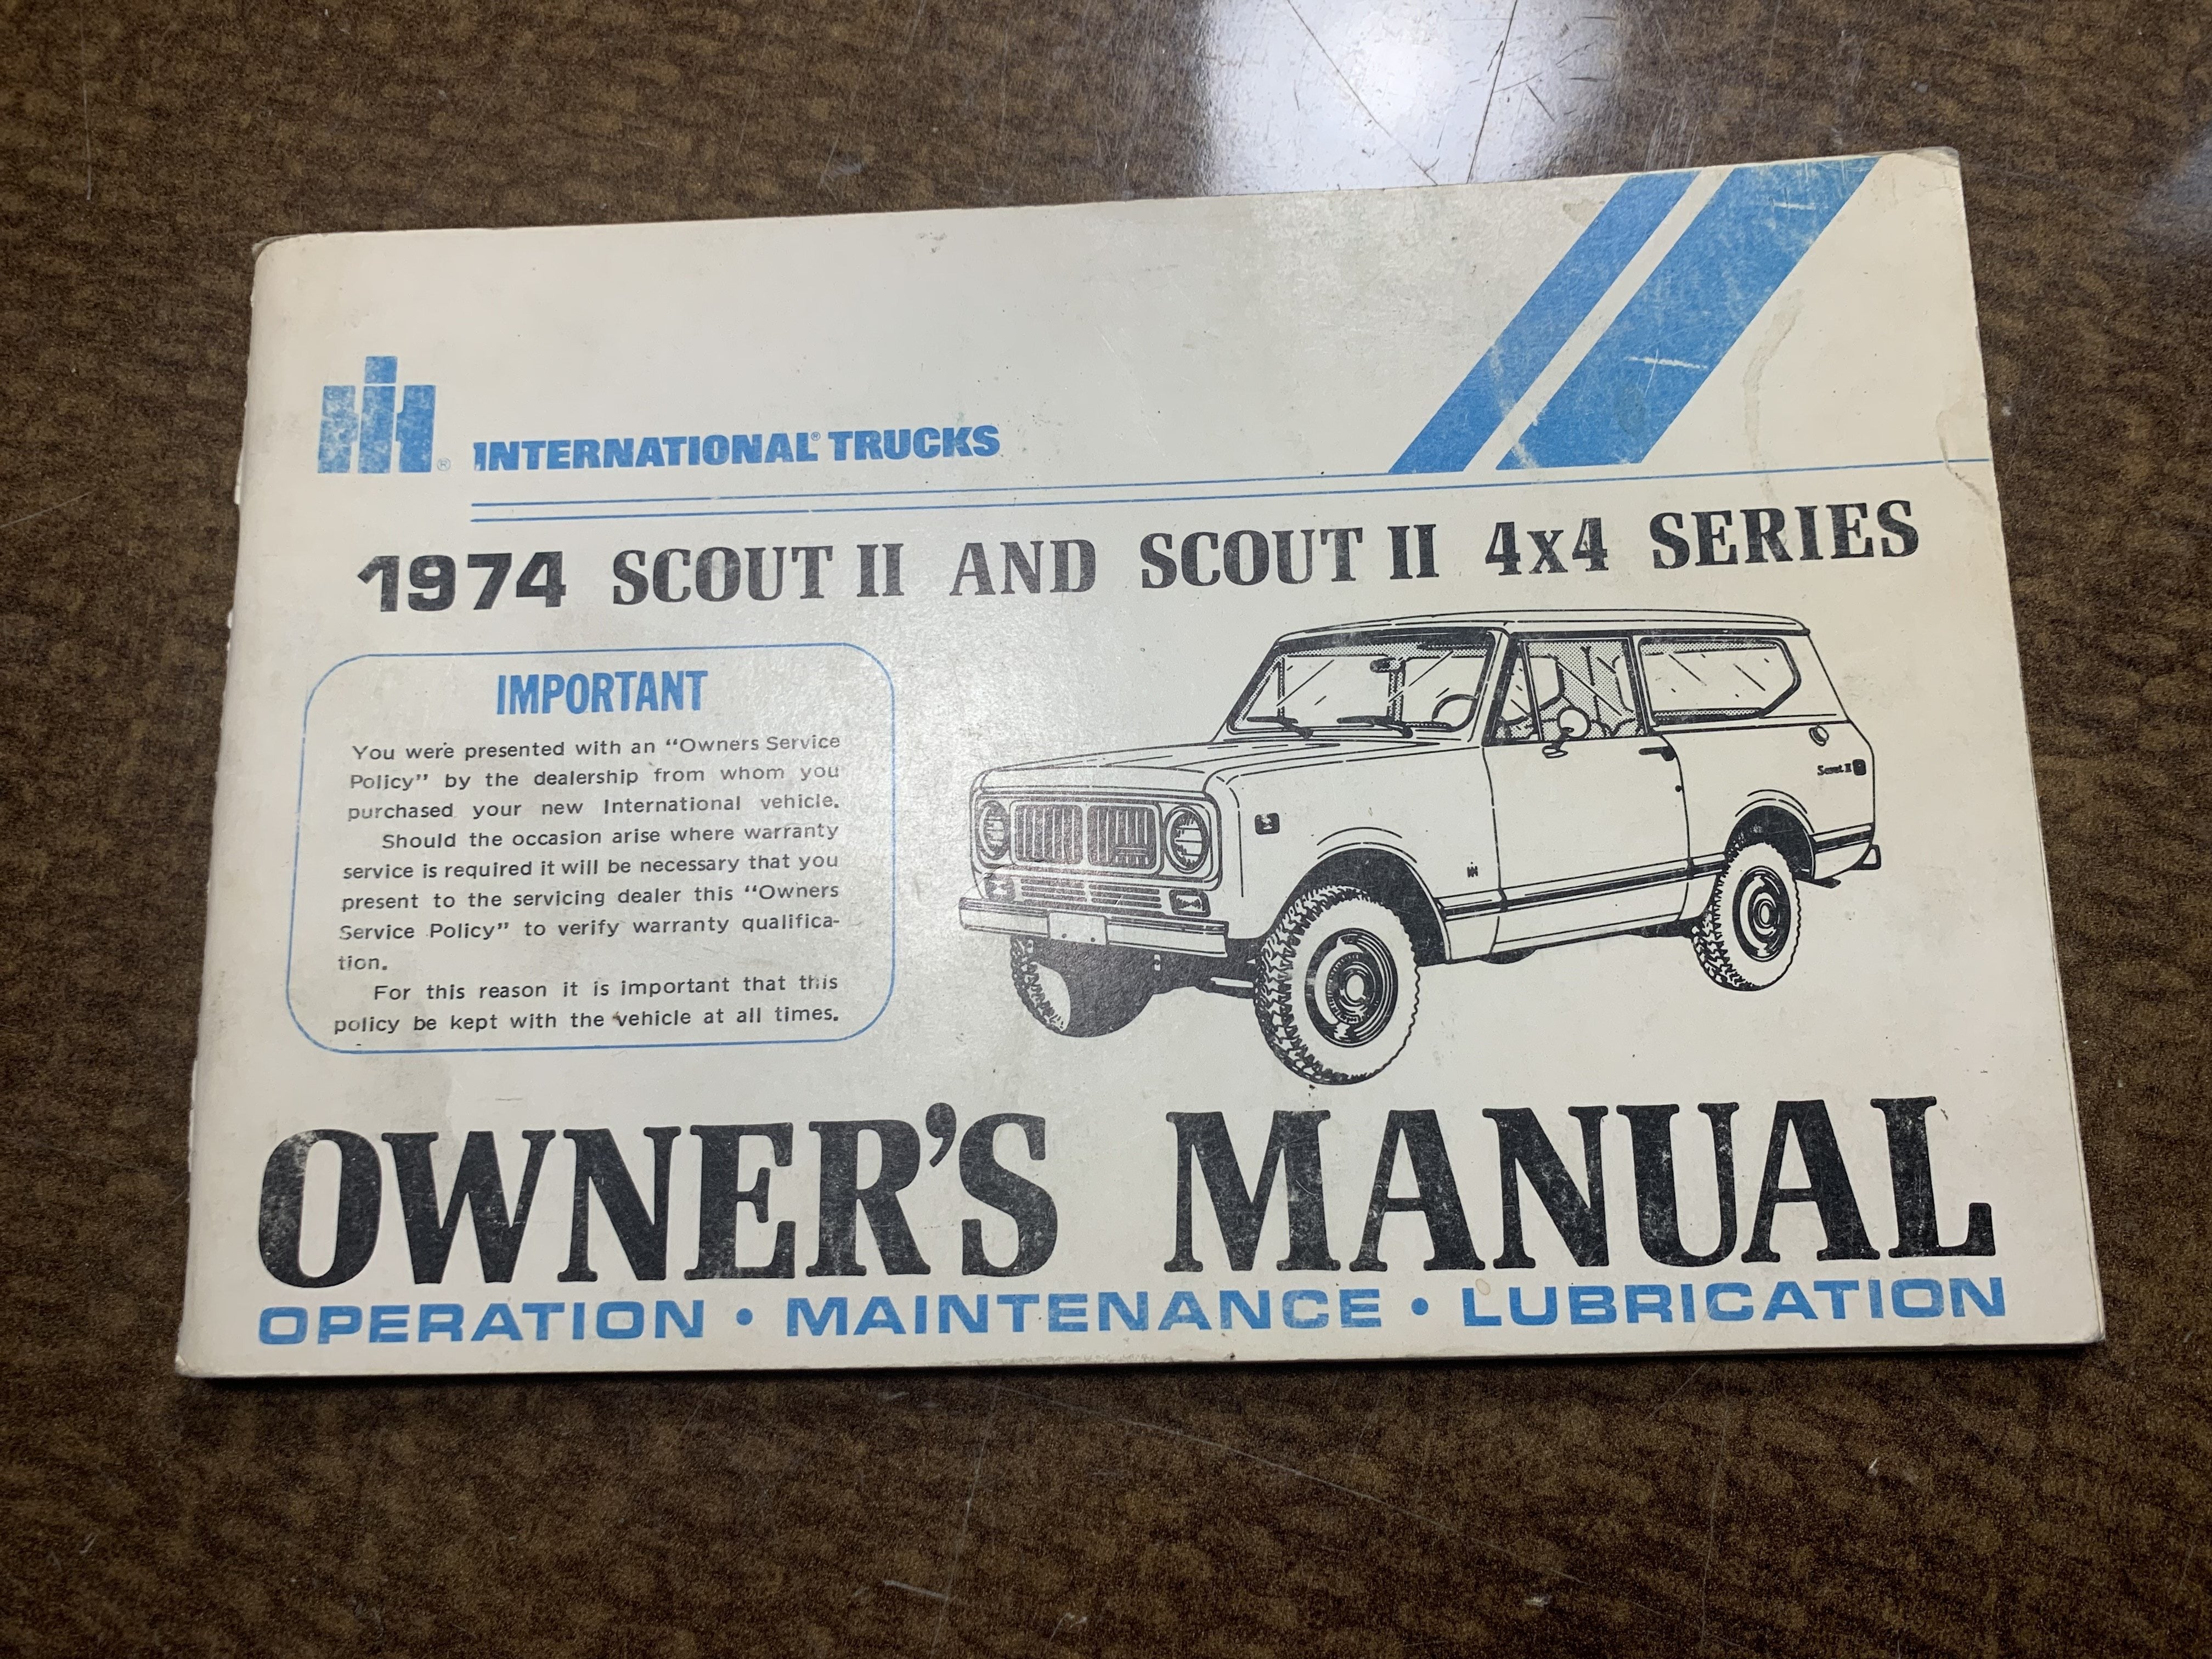 INTERNATIONAL® TRUCKS
1974 SCOUT II AND SCOUT II 4x4 SERIES
IMPORTANT
You were presented with an "Owners Service
Policy" by the dealership from whom you
purchased your new International vehicle.
Should the occasion arise where warranty
service is required it will be necessary that you
present to the servicing dealer this "Owners
Service Policy" to verify warranty qualifica-
tion.
For this reason it is important that this
policy be kept with the vehicle at all times.
Scout II
OWNER'S MANUAL
OPERATION • MAINTENANCE • LUBRICATION